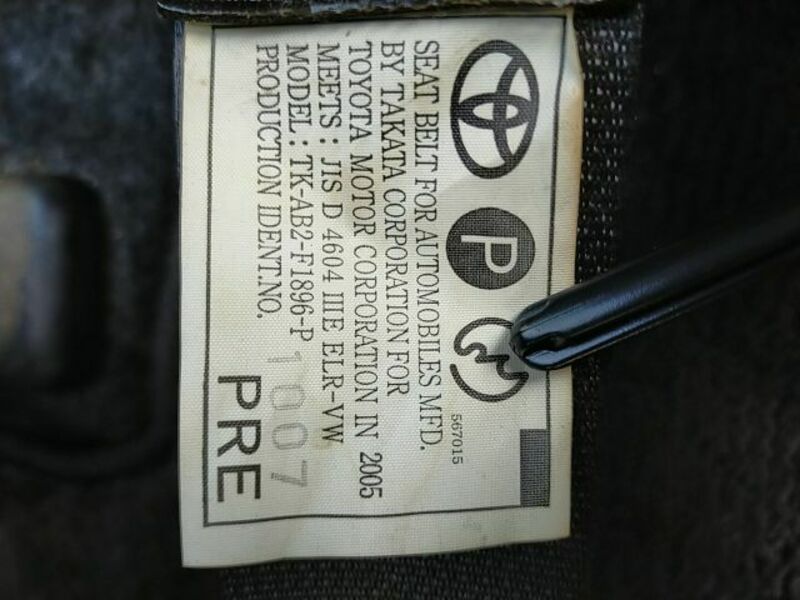 P
567015
SEAT BELT FOR AUTOMOBILES MFD.
BY TAKATA CORPORATION FOR
TOYOTA MOTOR CORPORATION IN 2005
MEETS : JIS D 4604 IIIE ELR-VW
MODEL : TK-AB2-F1896-P
PRODUCTION IDENT.NO. 1007
PRE